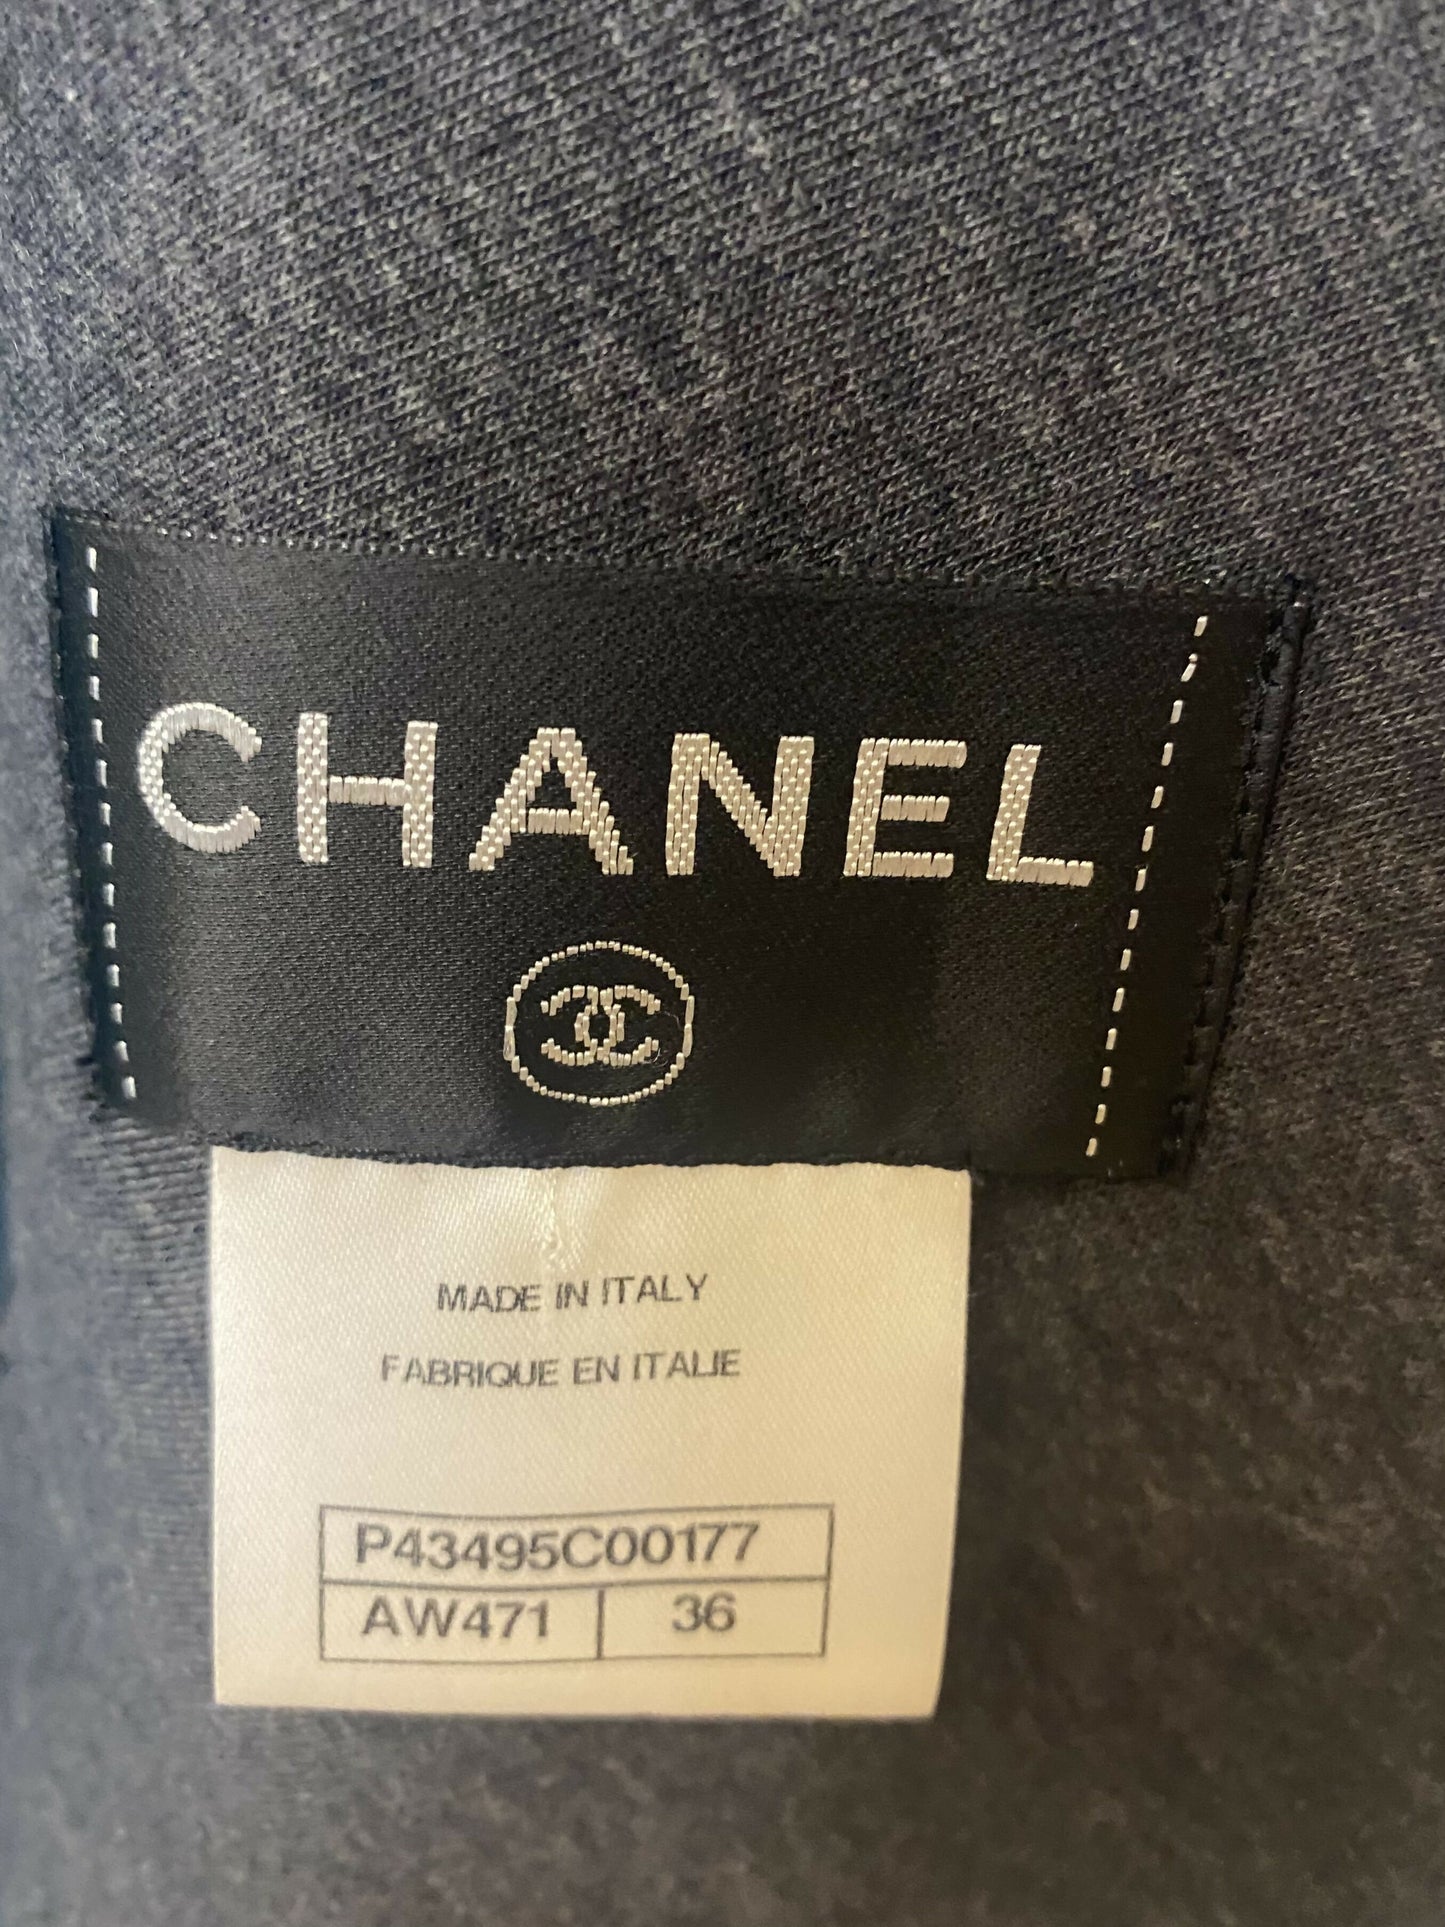 CHANEL
MADE IN ITALY
FABRIQUE EN ITALIE
P43495C00177
AW471 36